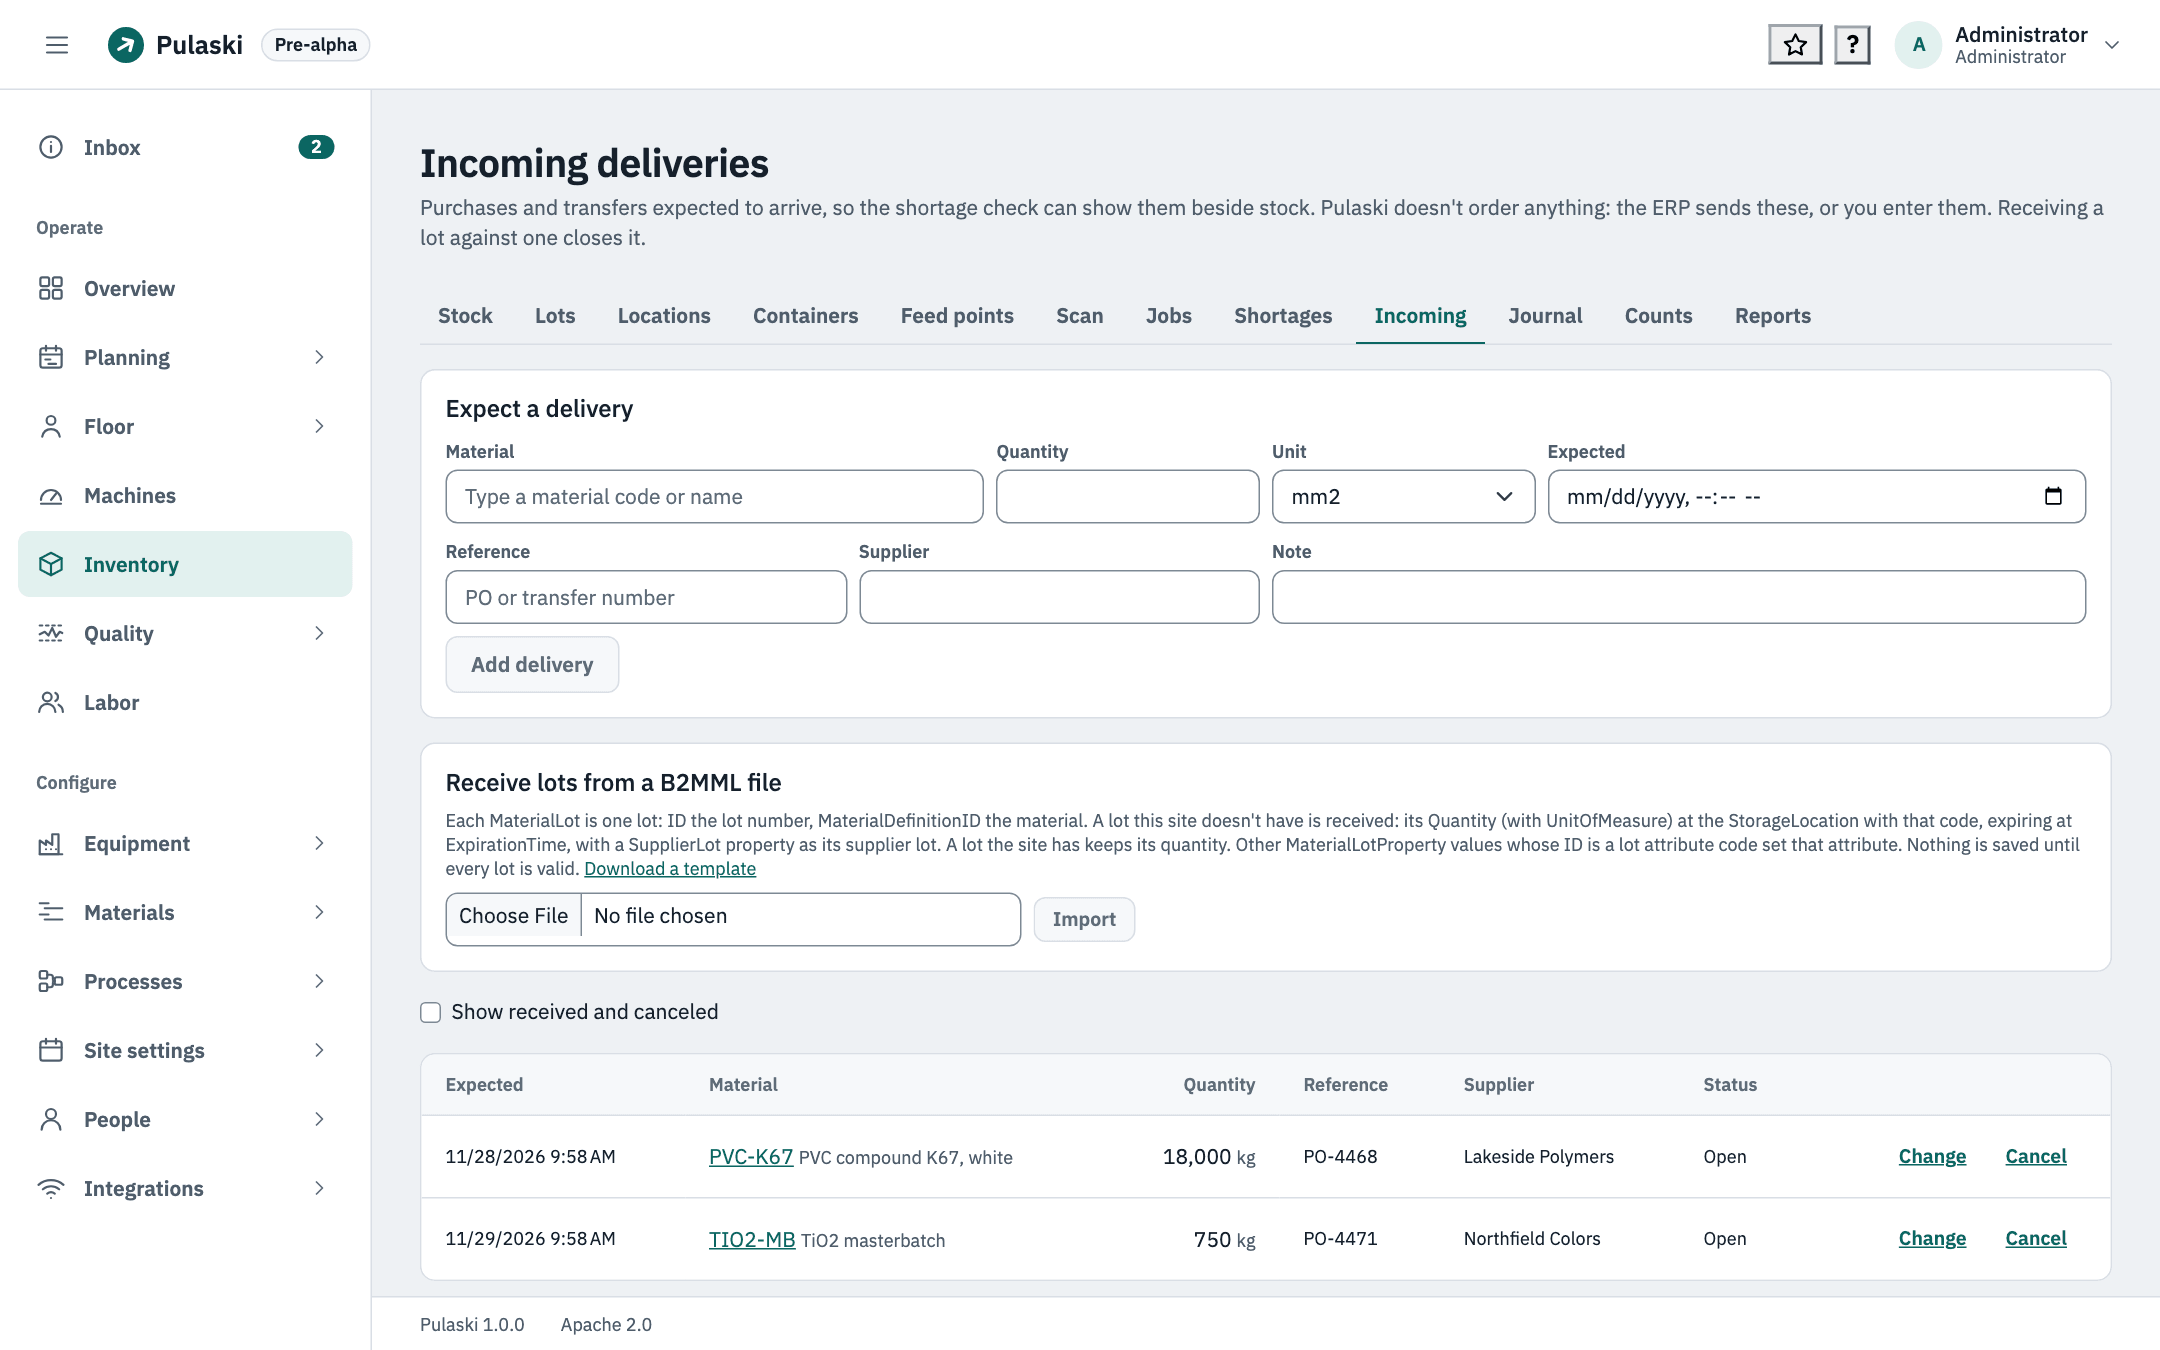 Pulaski
Pre-alpha
?
A
Administrator
Administrator
Inbox
2
Operate
Overview
Planning
Floor
Machines
Inventory
Quality
Labor
Configure
Equipment
Materials
Processes
Site settings
People
Integrations
Incoming deliveries
Purchases and transfers expected to arrive, so the shortage check can show them beside stock. Pulaski doesn't order anything: the ERP sends these, or you enter them. Receiving a
lot against one closes it.
Stock Lots Locations Containers Feed points Scan Jobs Shortages Incoming Journal Counts Reports
Expect a delivery
Material Quantity Unit Expected
Type a material code or name mm2 mm/dd/yyyy, --:-- --
Reference Supplier Note
PO or transfer number
Add delivery
Receive lots from a B2MML file
Each MaterialLot is one lot: ID the lot number, MaterialDefinitionID the material. A lot this site doesn't have is received: its Quantity (with UnitOfMeasure) at the StorageLocation with that code, expiring at
ExpirationTime, with a SupplierLot property as its supplier lot. A lot the site has keeps its quantity. Other MaterialLotProperty values whose ID is a lot attribute code set that attribute. Nothing is saved until
every lot is valid. Download a template
Choose File No file chosen Import
Show received and canceled
Expected Material Quantity Reference Supplier Status
11/28/2026 9:58 AM PVC-K67 PVC compound K67, white 18,000 kg PO-4468 Lakeside Polymers Open Change Cancel
11/29/2026 9:58 AM TIO2-MB TiO2 masterbatch 750 kg PO-4471 Northfield Colors Open Change Cancel
Pulaski 1.0.0 Apache 2.0